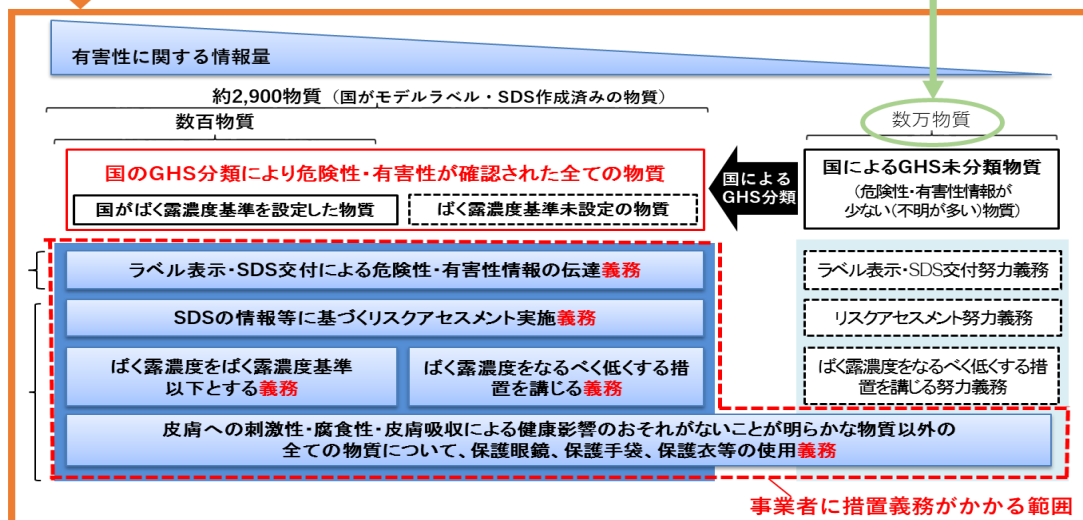 有害性に関する情報量
約2,900物質（国がモデルラベル・SDS作成済みの物質）
数百物質
数万物質
国のGHS分類により危険性・有害性が確認された全ての物質
国がばく露濃度基準を設定した物質
ばく露濃度基準未設定の物質
国による
GHS分類
国によるGHS未分類物質
（危険性・有害性情報が
少ない（不明が多い）物質）
ラベル表示・SDS交付による危険性・有害性情報の伝達義務
ラベル表示・SDS交付努力義務
SDSの情報等に基づくリスクアセスメント実施義務
リスクアセスメント努力義務
ばく露濃度をばく露濃度基準
以下とする義務
ばく露濃度をなるべく低くする措
置を講じる義務
ばく露濃度をなるべく低くする措
置を講じる努力義務
皮膚への刺激性・腐食性・皮膚吸収による健康影響のおそれがないことが明らかな物質以外の
全ての物質について、保護眼鏡、保護手袋、保護衣等の使用義務
事業者に措置義務がかかる範囲